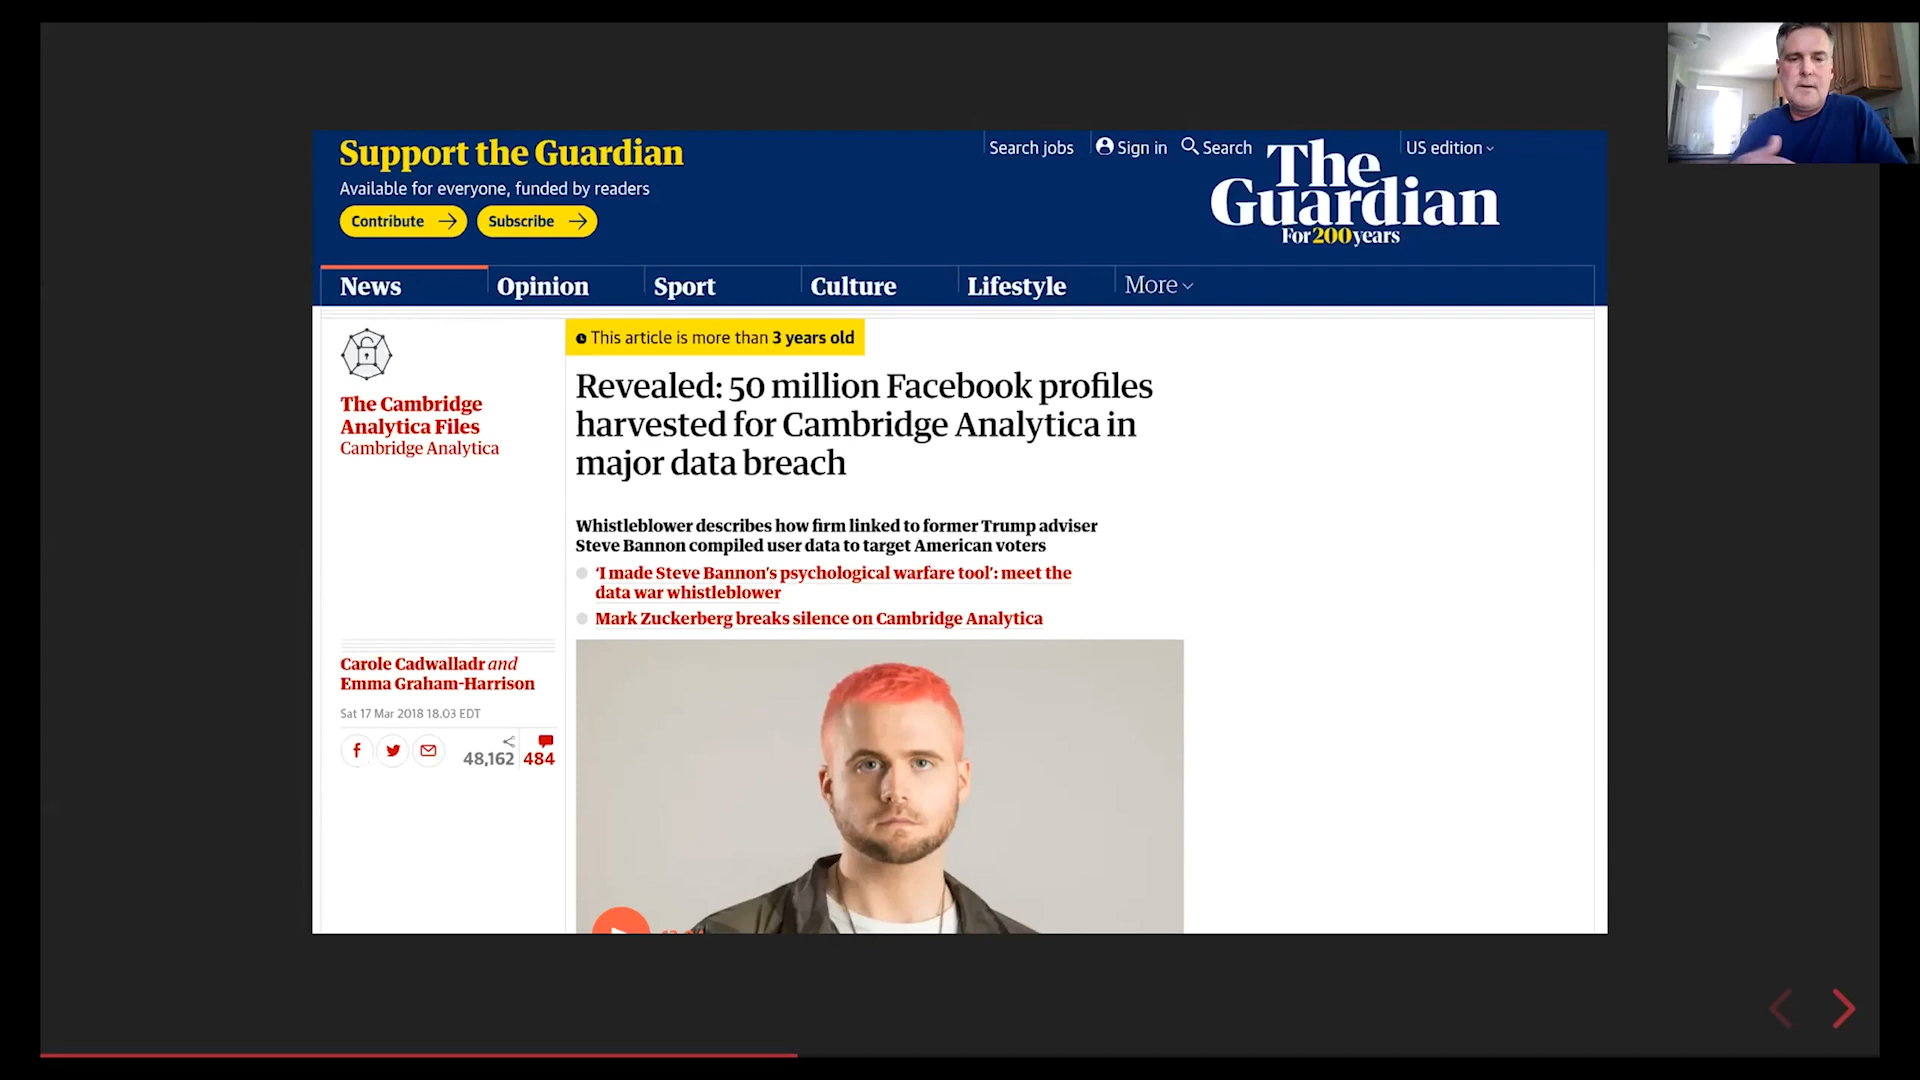 Support the Guardian
Available for everyone, funded by readers
Contribute
Subscribe
Search jobs
Sign in
Search
US edition
The
Guardian
For 200 years
News
Opinion
Sport
Culture
Lifestyle
More
The Cambridge
Analytica Files
Cambridge Analytica
This article is more than 3 years old
Revealed: 50 million Facebook profiles
harvested for Cambridge Analytica in
major data breach
Whistleblower describes how firm linked to former Trump adviser
Steve Bannon compiled user data to target American voters
‘I made Steve Bannon’s psychological warfare tool’: meet the
data war whistleblower
Mark Zuckerberg breaks silence on Cambridge Analytica
Carole Cadwalladr and
Emma Graham-Harrison
Sat 17 Mar 2018 18.03 EDT
48,162
484